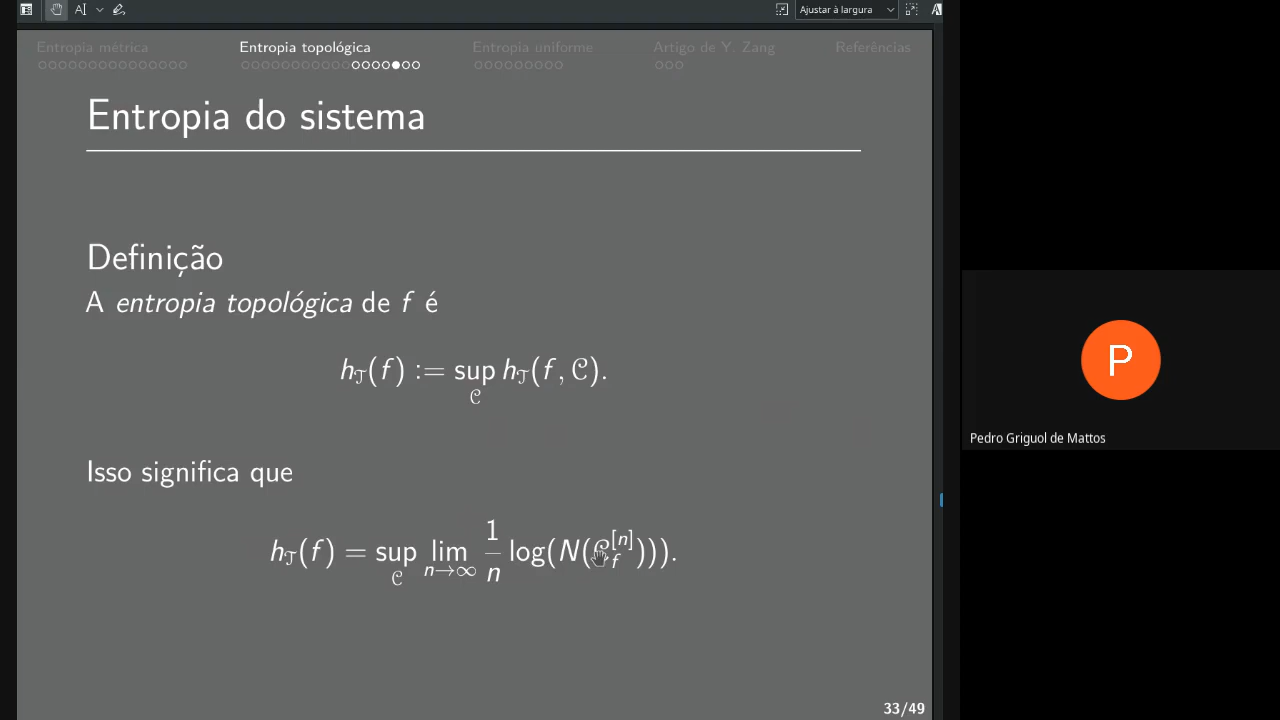 Ajustar à largura
Entropia métrica Entropia topológica Entropia uniforme Artigo de Y. Zang Referências
Entropia do sistema
Definição
A entropia topológica de f é
h𝒯(f) := sup h𝒯(f, 𝒞).
𝒞
Isso significa que
h𝒯(f) = sup lim 1/n log(N(𝒞_f^[n]))).
𝒞 n→∞
33/49
P
Pedro Griguol de Mattos